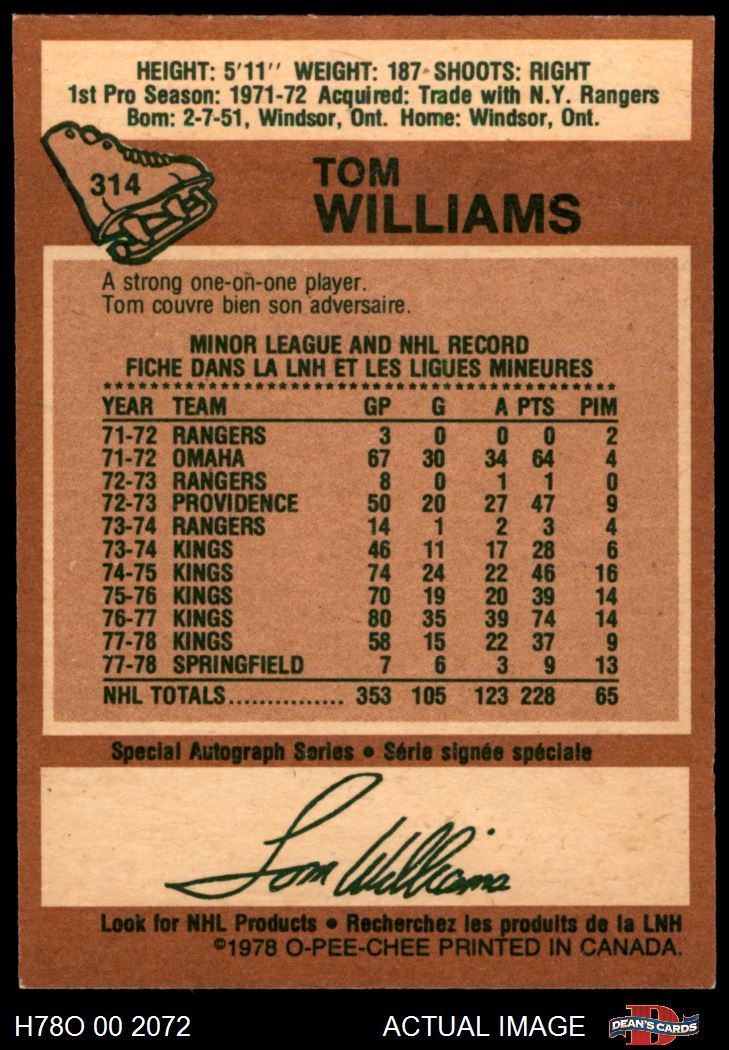 HEIGHT: 5'11'' WEIGHT: 187 SHOOTS: RIGHT
1st Pro Season: 1971-72 Acquired: Trade with N.Y. Rangers
Born: 2-7-51, Windsor, Ont. Home: Windsor, Ont.
314
TOM
WILLIAMS
A strong one-on-one player.
Tom couvre bien son adversaire.
MINOR LEAGUE AND NHL RECORD
FICHE DANS LA LNH ET LES LIGUES MINEURES
YEAR TEAM GP G A PTS PIM
71-72 RANGERS 3 0 0 0 2
71-72 OMAHA 67 30 34 64 4
72-73 RANGERS 8 0 1 1 0
72-73 PROVIDENCE 50 20 27 47 9
73-74 RANGERS 14 1 2 3 4
73-74 KINGS 46 11 17 28 6
74-75 KINGS 74 24 22 46 16
75-76 KINGS 70 19 20 39 14
76-77 KINGS 80 35 39 74 14
77-78 KINGS 58 15 22 37 9
77-78 SPRINGFIELD 7 6 3 9 13
NHL TOTALS............... 353 105 123 228 65
Special Autograph Series • Série signée spéciale
Tom Williams
Look for NHL Products • Recherchez les produits de la LNH
©1978 O-PEE-CHEE PRINTED IN CANADA.
H78O 00 2072 ACTUAL IMAGE D DEAN'S CARDS